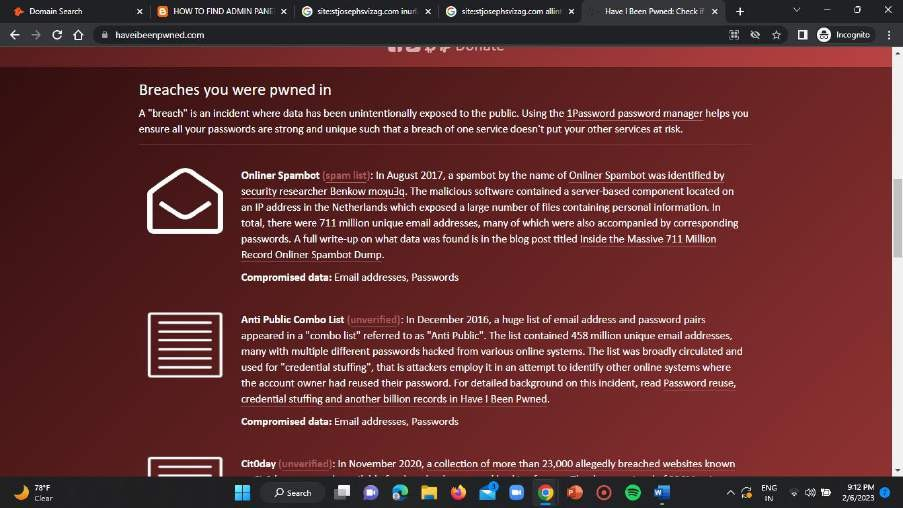 Domain Search
HOW TO FIND ADMIN PANE
site:stjosephsvizag.com inur
site:stjosephsvizag.com allint
Have I Been Pwned: Check if
haveibeenpwned.com
Incognito
Donate
Breaches you were pwned in
A "breach" is an incident where data has been unintentionally exposed to the public. Using the 1Password password manager helps you
ensure all your passwords are strong and unique such that a breach of one service doesn't put your other services at risk.
Onliner Spambot (spam list): In August 2017, a spambot by the name of Onliner Spambot was identified by
security researcher Benkow moʞuƎq. The malicious software contained a server-based component located on
an IP address in the Netherlands which exposed a large number of files containing personal information. In
total, there were 711 million unique email addresses, many of which were also accompanied by corresponding
passwords. A full write-up on what data was found is in the blog post titled Inside the Massive 711 Million
Record Onliner Spambot Dump.
Compromised data: Email addresses, Passwords
Anti Public Combo List (unverified): In December 2016, a huge list of email address and password pairs
appeared in a "combo list" referred to as "Anti Public". The list contained 458 million unique email addresses,
many with multiple different passwords hacked from various online systems. The list was broadly circulated and
used for "credential stuffing", that is attackers employ it in an attempt to identify other online systems where
the account owner had reused their password. For detailed background on this incident, read Password reuse,
credential stuffing and another billion records in Have I Been Pwned.
Compromised data: Email addresses, Passwords
Cit0day (unverified): In November 2020, a collection of more than 23,000 allegedly breached websites known
78°F
Clear
Search
ENG
IN
9:12 PM
2/6/2023